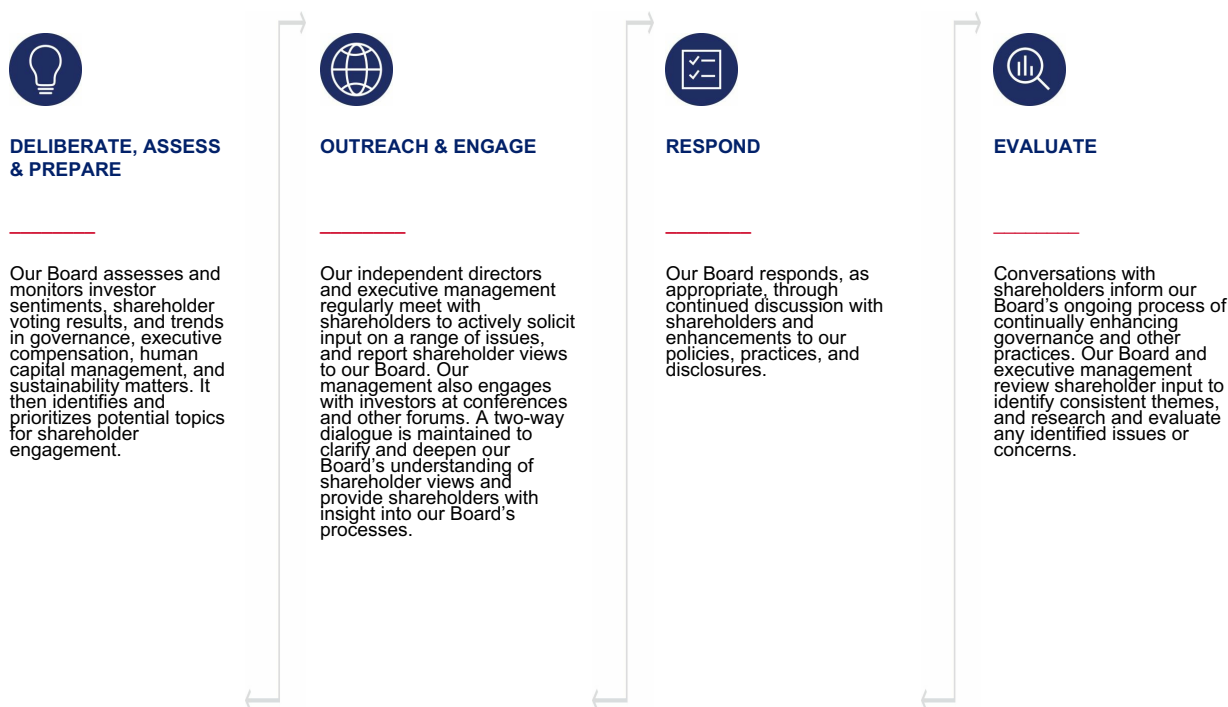 DELIBERATE, ASSESS
& PREPARE
Our Board assesses and
monitors investor
sentiments, shareholder
voting results, and trends
in governance, executive
compensation, human
capital management, and
sustainability matters. It
then identifies and
prioritizes potential topics
for shareholder
engagement.
OUTREACH & ENGAGE
Our independent directors
and executive management
regularly meet with
shareholders to actively solicit
input on a range of issues,
and report shareholder views
to our Board. Our
management also engages
with investors at conferences
and other forums. A two-way
dialogue is maintained to
clarify and deepen our
Board’s understanding of
shareholder views and
provide shareholders with
insight into our Board’s
processes.
RESPOND
Our Board responds, as
appropriate, through
continued discussion with
shareholders and
enhancements to our
policies, practices, and
disclosures.
EVALUATE
Conversations with
shareholders inform our
Board’s ongoing process of
continually enhancing
governance and other
practices. Our Board and
executive management
review shareholder input to
identify consistent themes,
and research and evaluate
any identified issues or
concerns.